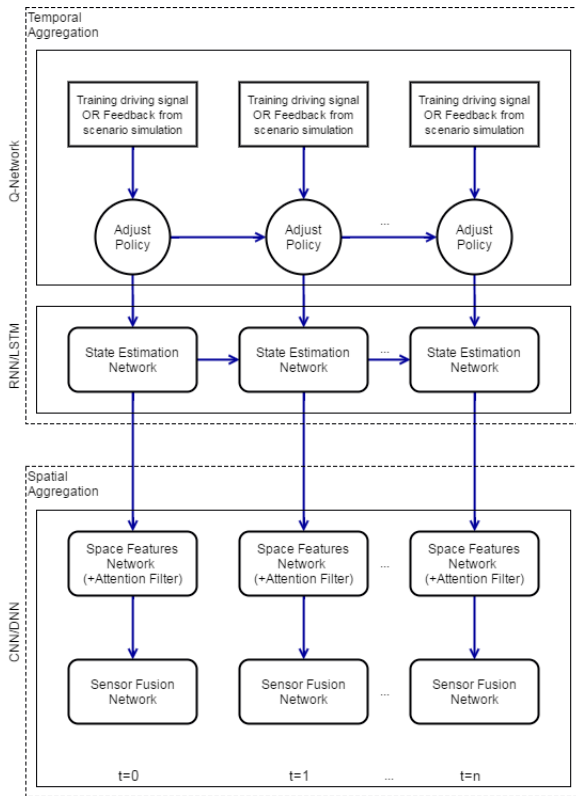 Temporal
Aggregation
Q-Network
Training driving signal
OR Feedback from
scenario simulation
Training driving signal
OR Feedback from
scenario simulation
Training driving signal
OR Feedback from
scenario simulation
Adjust
Policy
Adjust
Policy
...
Adjust
Policy
RNN/LSTM
State Estimation
Network
State Estimation
Network
...
State Estimation
Network
Spatial
Aggregation
CNN/DNN
Space Features
Network
(+Attention Filter)
Space Features
Network
(+Attention Filter)
...
Space Features
Network
(+Attention Filter)
Sensor Fusion
Network
Sensor Fusion
Network
...
Sensor Fusion
Network
t=0
t=1
...
t=n